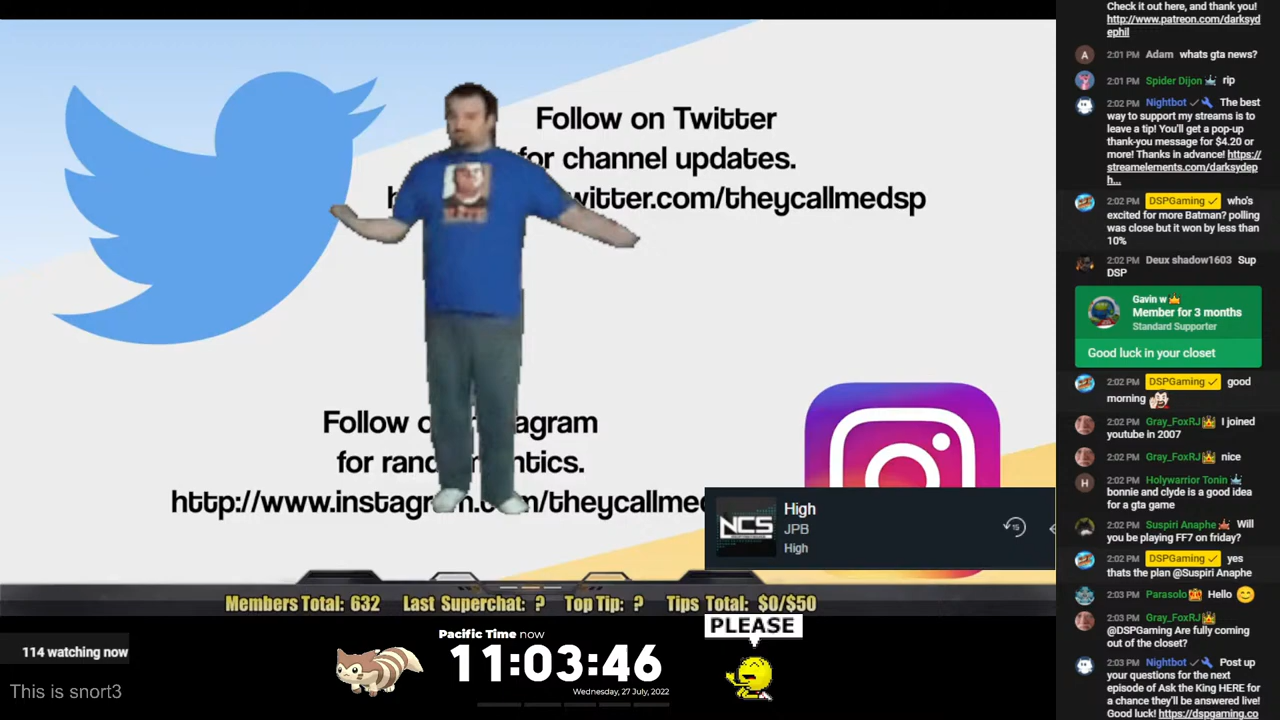 Follow on Twitter
for channel updates.
witter.com/theycallmedsp
Follow on Instagram
for random antics.
http://www.instagram.com/theycallmed
NCS
High
JPB
High
15
Members Total: 632 Last Superchat: ? Top Tip: ? Tips Total: $0/$50
114 watching now
This is snort3
Pacific Time now
11:03:46
Wednesday, 27 July, 2022
PLEASE
Check it out here, and thank you!
http://www.patreon.com/darksyd
ephil
A 2:01 PM Adam whats gta news?
2:01 PM Spider Dijon rip
2:02 PM Nightbot The best
way to support my streams is to
leave a tip! You'll get a pop-up
thank-you message for $4.20 or
more! Thanks in advance! https://
streamelements.com/darksydep
h...
2:02 PM DSPGaming who's
excited for more Batman? polling
was close but it won by less than
10%
2:02 PM Deux shadow1603 Sup
DSP
Gavin w
Member for 3 months
Standard Supporter
Good luck in your closet
2:02 PM DSPGaming good
morning
2:02 PM Gray_FoxRJ I joined
youtube in 2007
2:02 PM Gray_FoxRJ nice
H 2:02 PM Holywarrior Tonin
bonnie and clyde is a good idea
for a gta game
2:02 PM Suspiri Anaphe Will
you be playing FF7 on friday?
2:02 PM DSPGaming yes
thats the plan @Suspiri Anaphe
2:03 PM Parasolo Hello
2:03 PM Gray_FoxRJ
@DSPGaming Are fully coming
out of the closet?
2:03 PM Nightbot Post up
your questions for the next
episode of Ask the King HERE for
a chance they'll be answered live!
Good luck! https://dspgaming.co